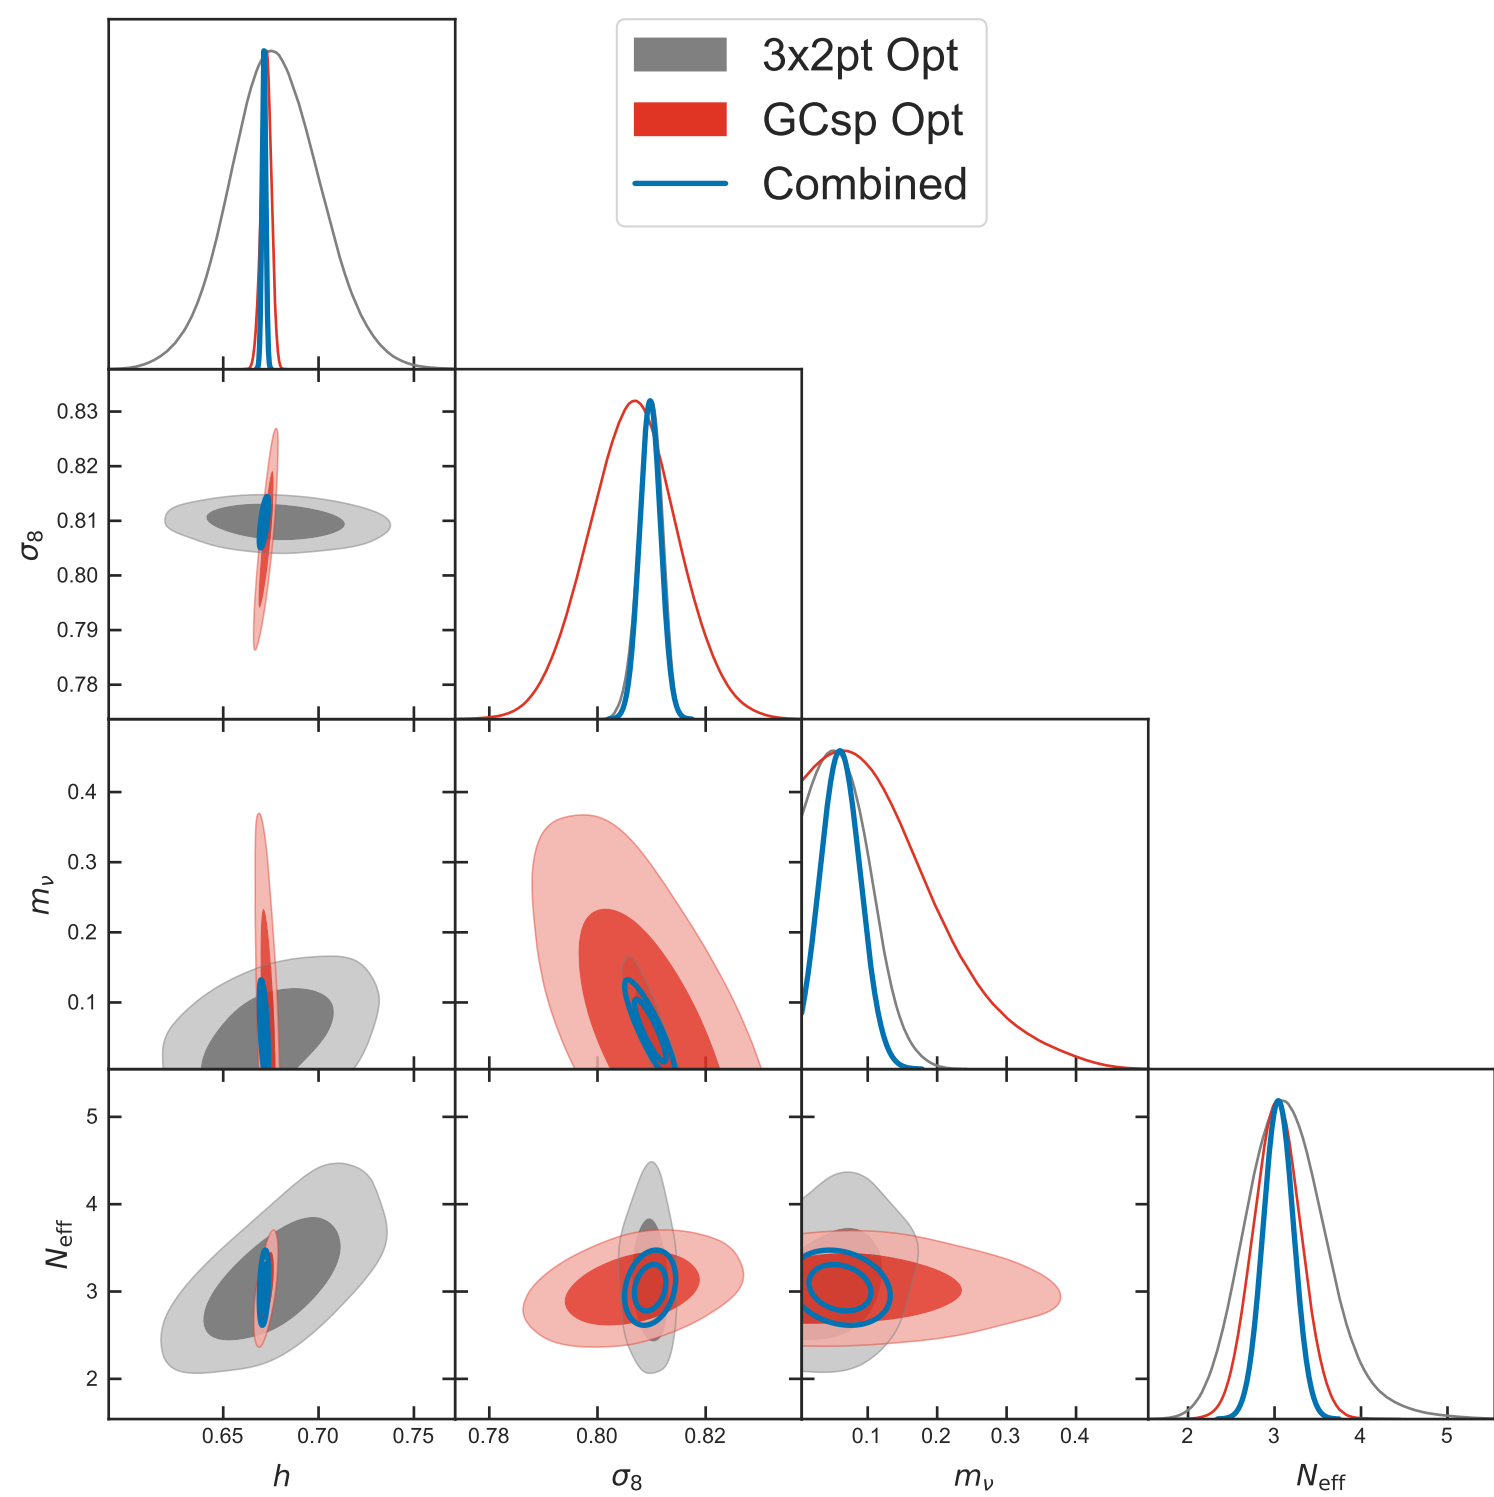 3x2pt Opt
GCsp Opt
Combined
0.83
0.82
0.81
0.80
0.79
0.78
σ8
0.4
0.3
0.2
0.1
mν
5
4
3
2
Neff
0.65 0.70 0.75 0.78 0.80 0.82 0.1 0.2 0.3 0.4 2 3 4 5
h σ8 mν Neff